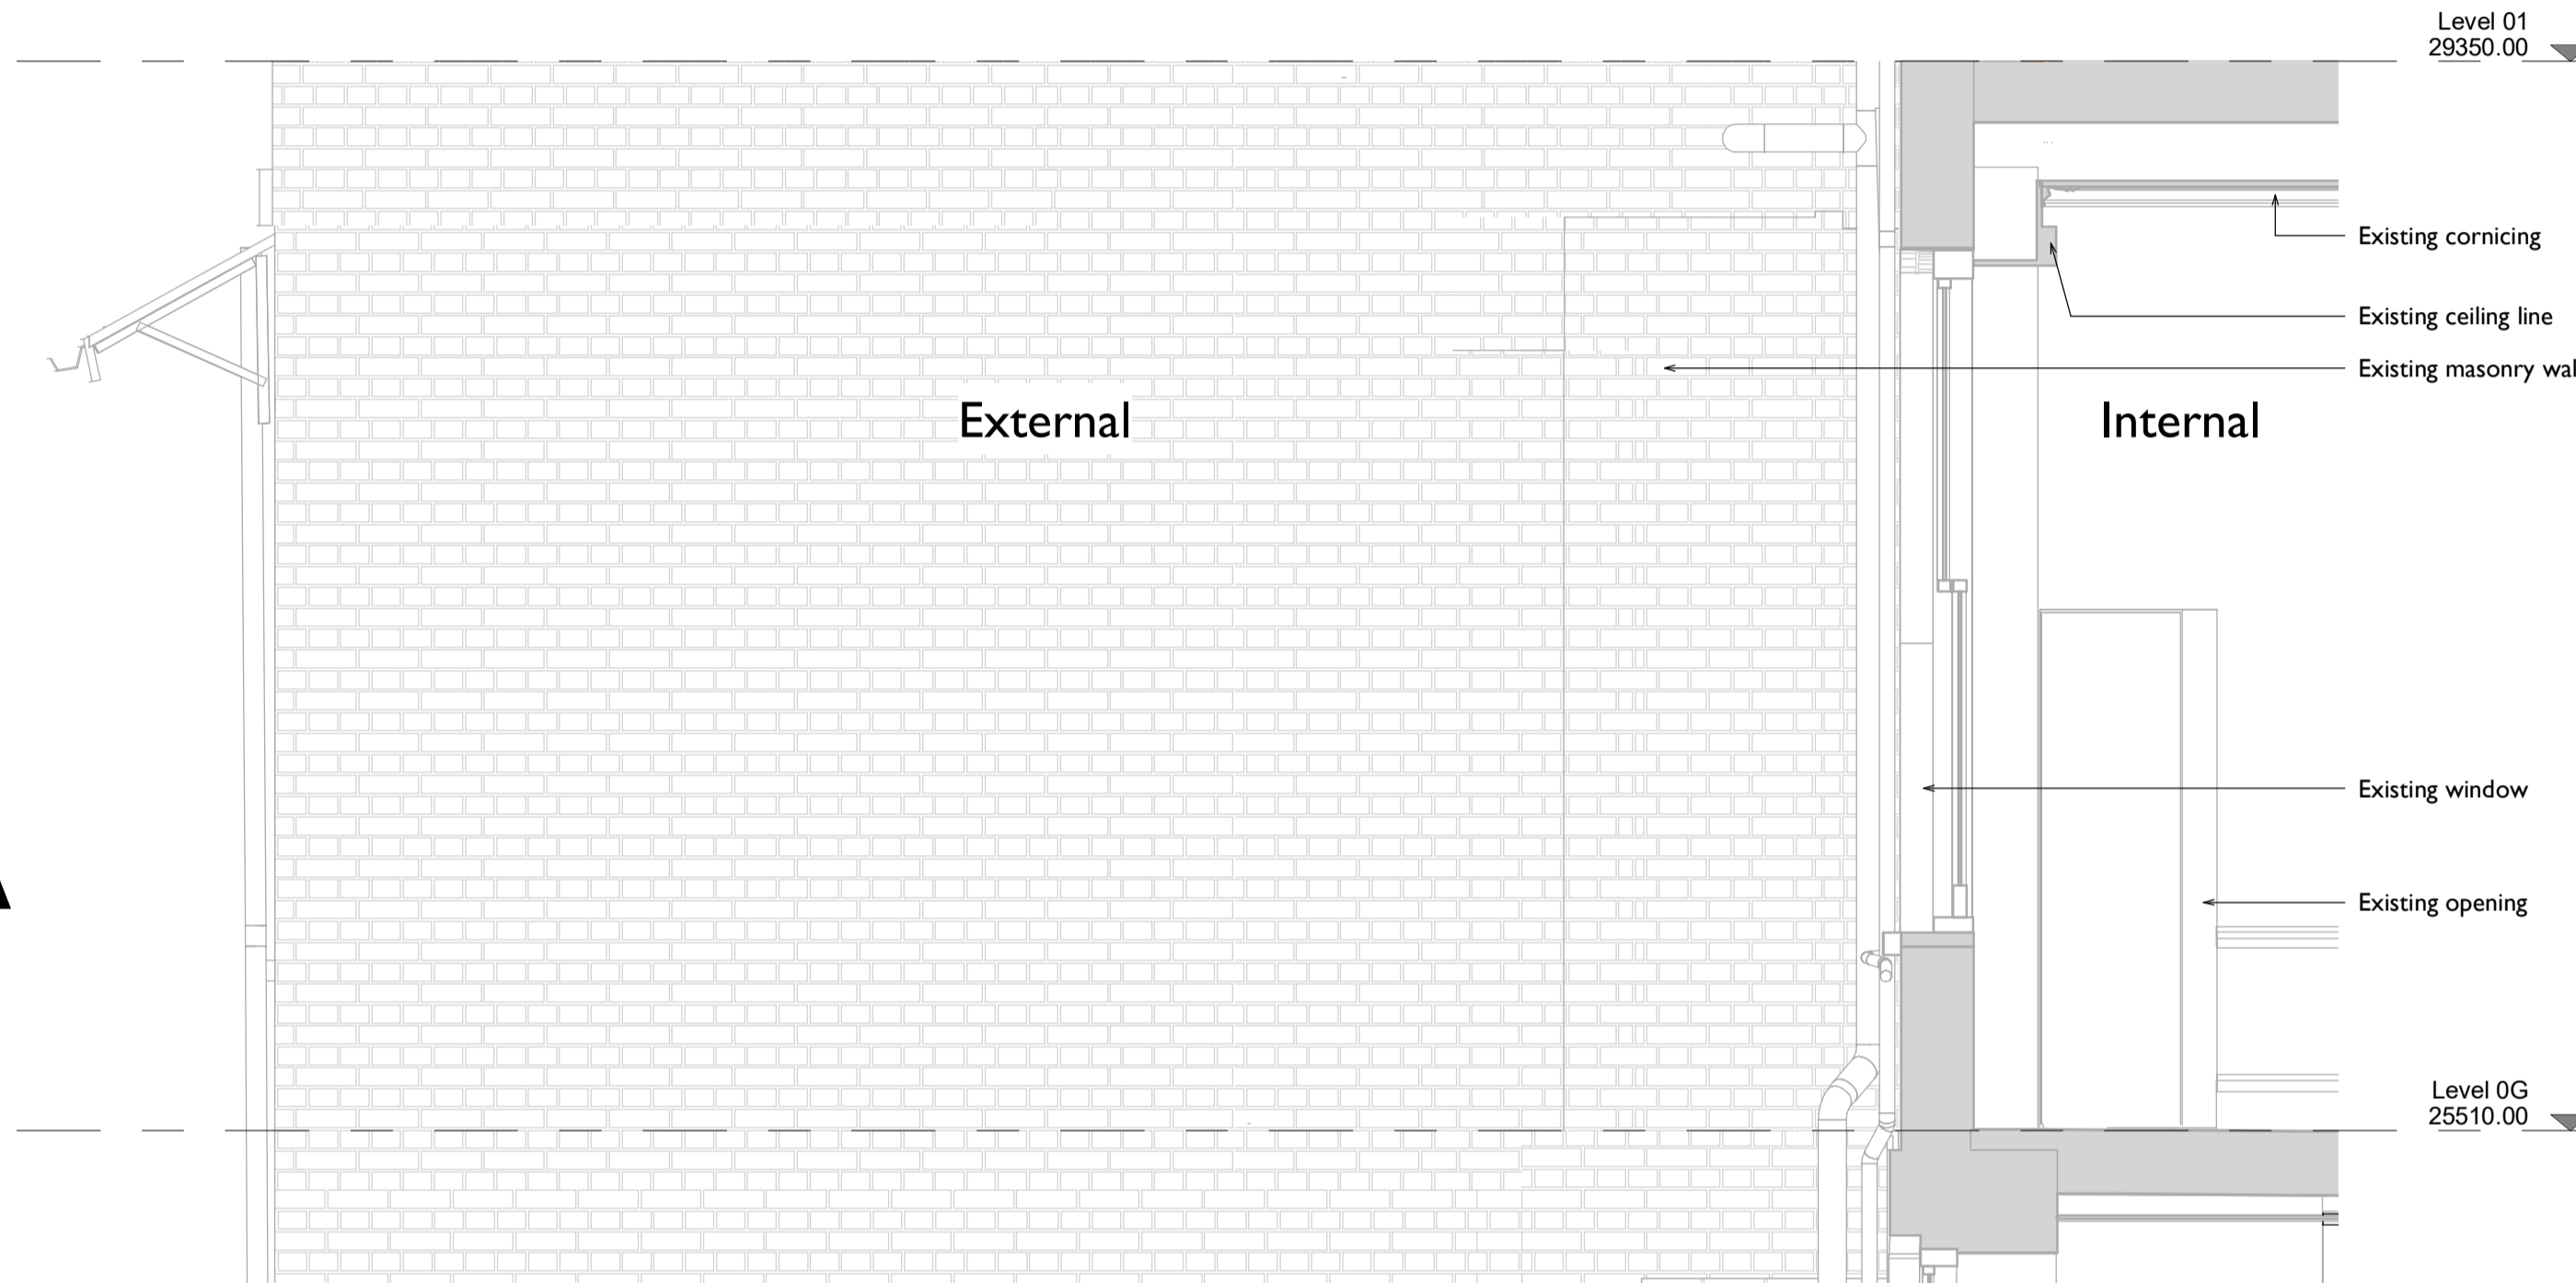 Level 01
29350.00
Existing cornicing
Existing ceiling line
Existing masonry wal
External
Internal
Existing window
Existing opening
Level 0G
25510.00